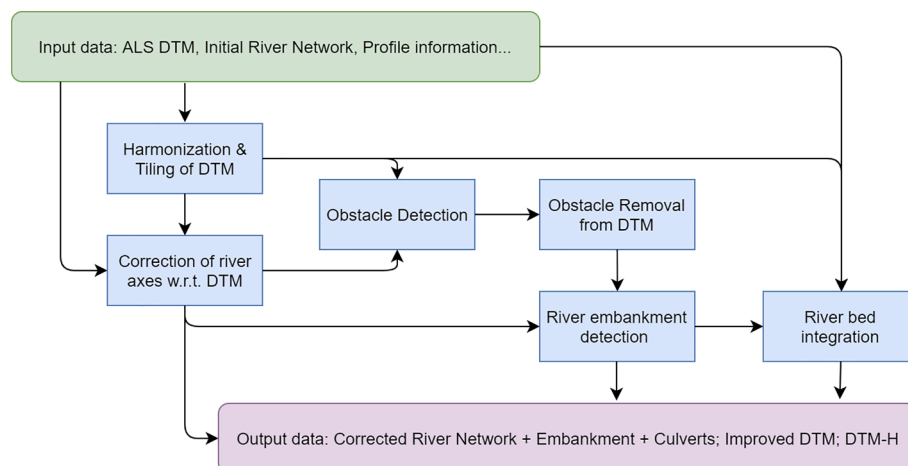 Input data: ALS DTM, Initial River Network, Profile information...
Harmonization &
Tiling of DTM
Obstacle Detection
Obstacle Removal
from DTM
Correction of river
axes w.r.t. DTM
River embankment
detection
River bed
integration
Output data: Corrected River Network + Embankment + Culverts; Improved DTM; DTM-H